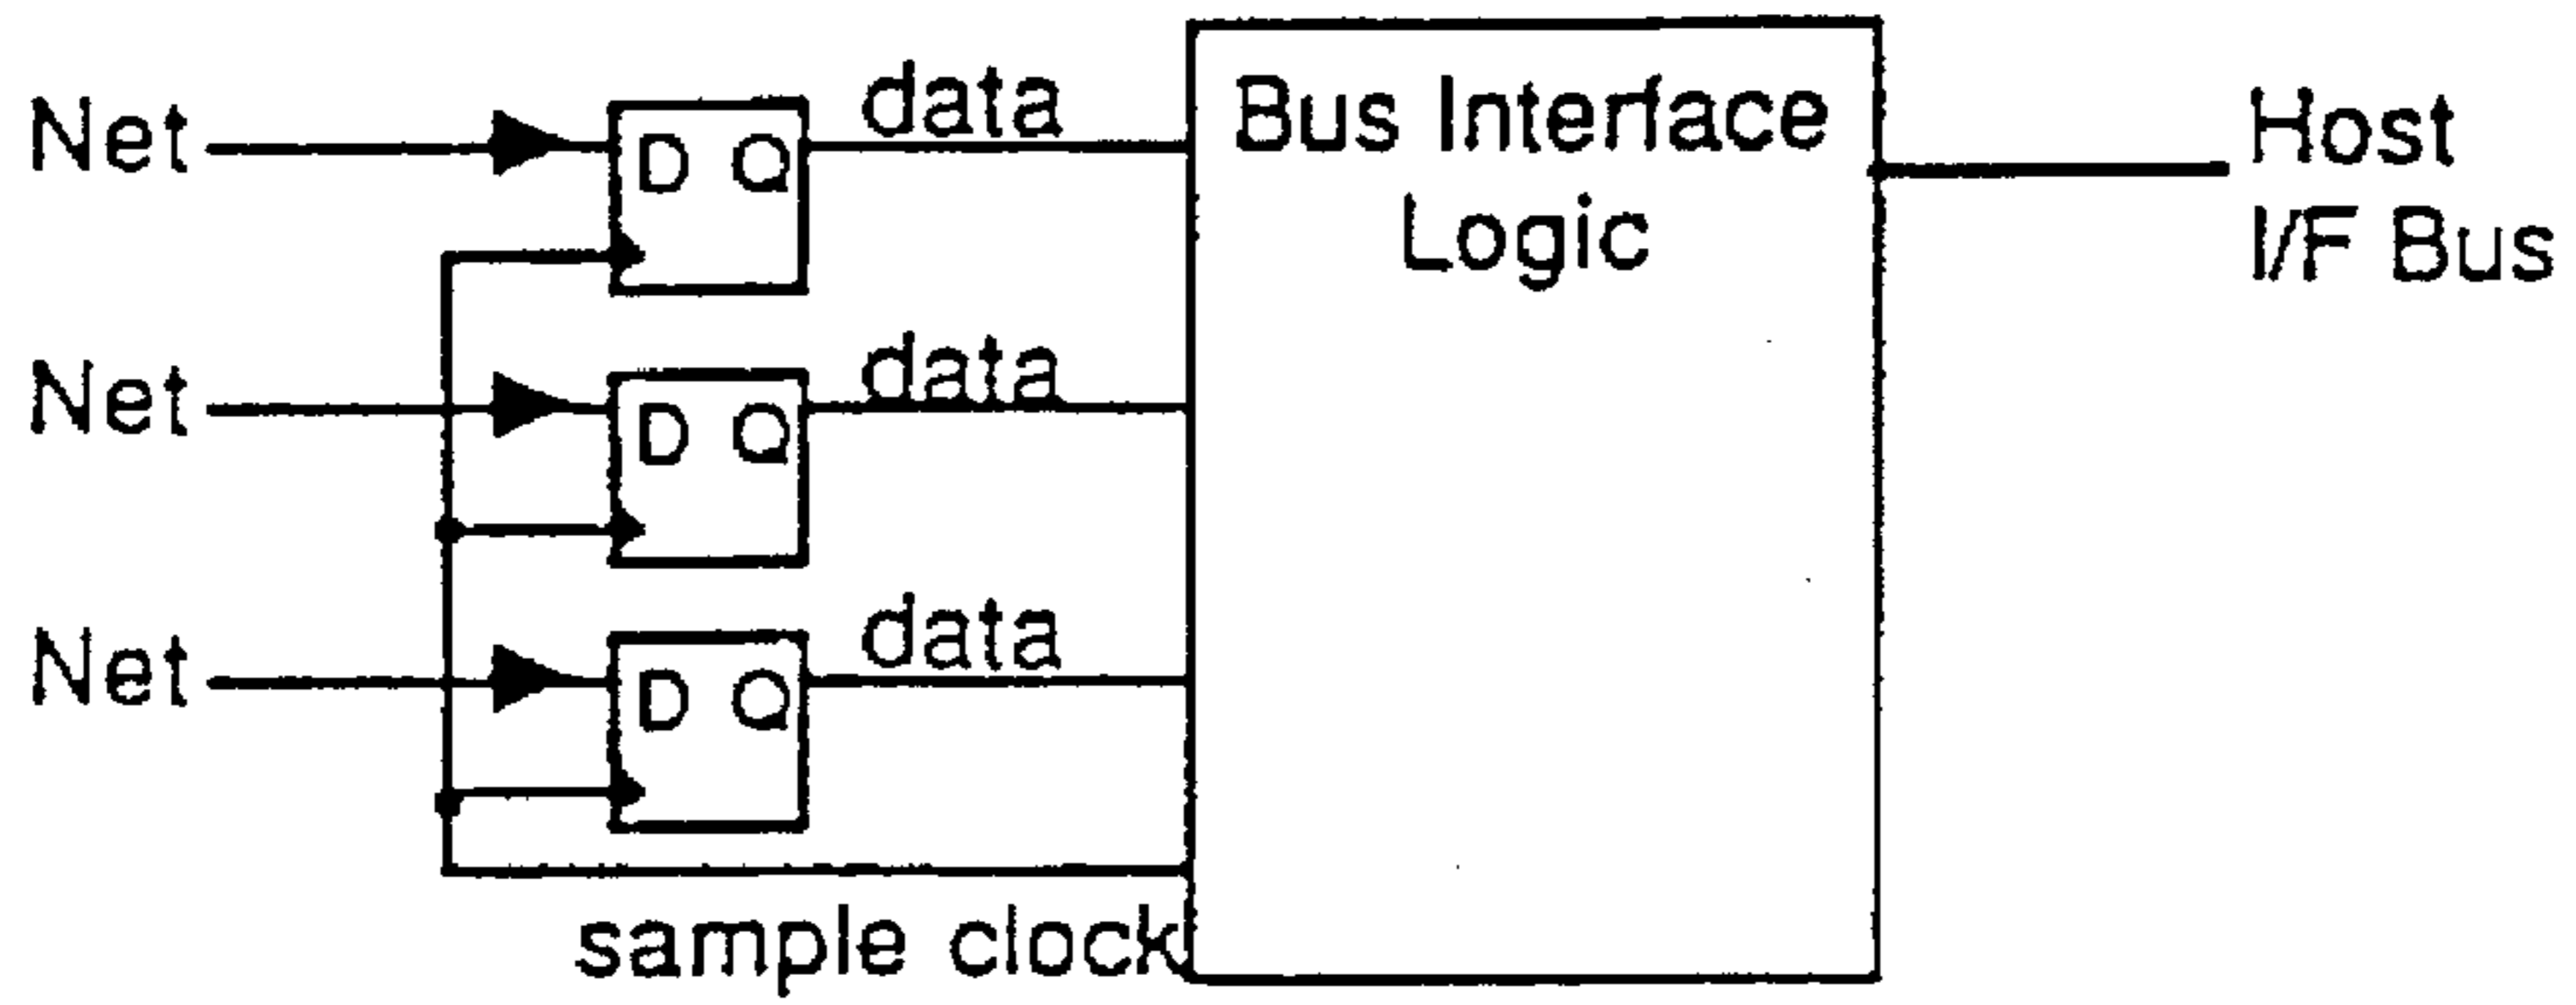 Net
D Q
data
Net
D Q
data
Net
D Q
data
sample clock
Bus Interface
Logic
Host
I/F Bus